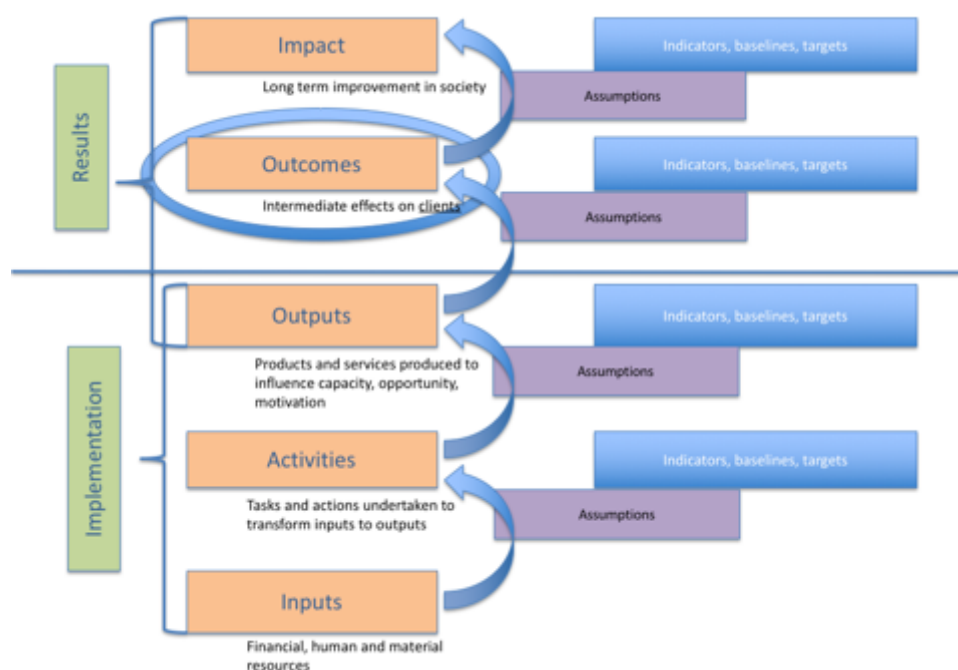 Impact
Indicators, baselines, targets
Long term improvement in society
Assumptions
Results
Outcomes
Indicators, baselines, targets
Intermediate effects on clients
Assumptions
Outputs
Indicators, baselines, targets
Products and services produced to
influence capacity, opportunity,
motivation
Assumptions
Implementation
Activities
Indicators, baselines, targets
Tasks and actions undertaken to
transform inputs to outputs
Assumptions
Inputs
Financial, human and material
resources